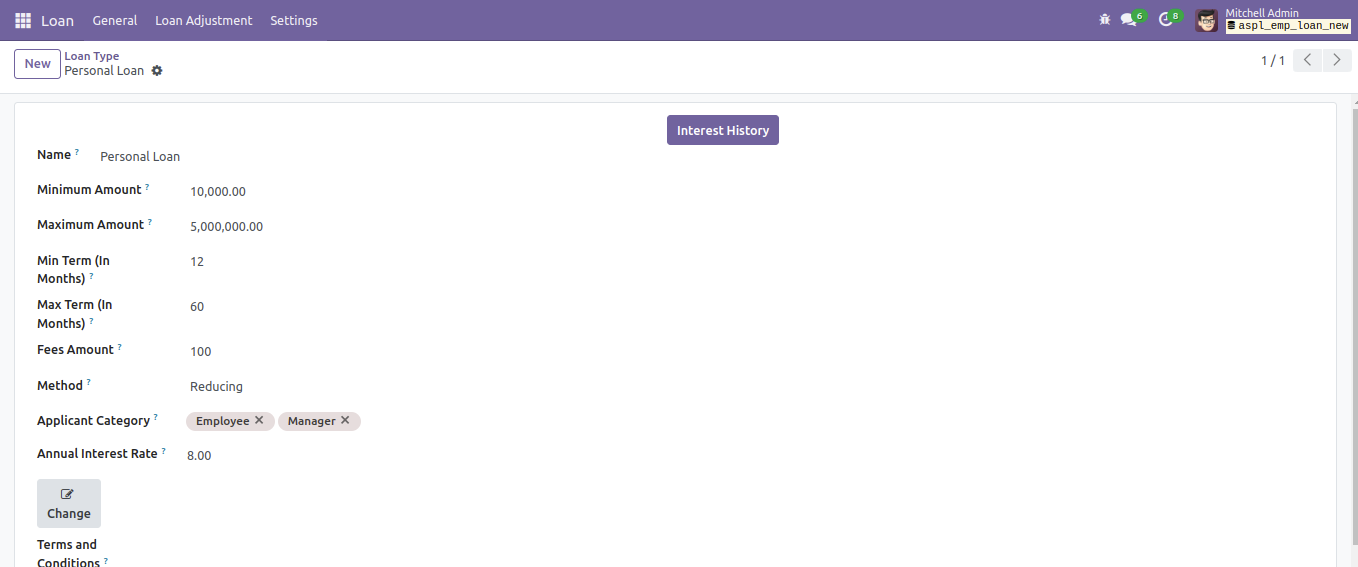 Loan General Loan Adjustment Settings 6 8 Mitchell Admin
aspl_emp_loan_new
New Loan Type
Personal Loan 1 / 1
Interest History
Name ? Personal Loan
Minimum Amount ? 10,000.00
Maximum Amount ? 5,000,000.00
Min Term (In
Months) ? 12
Max Term (In
Months) ? 60
Fees Amount ? 100
Method ? Reducing
Applicant Category ? Employee Manager
Annual Interest Rate ? 8.00
Change
Terms and
Conditions ?